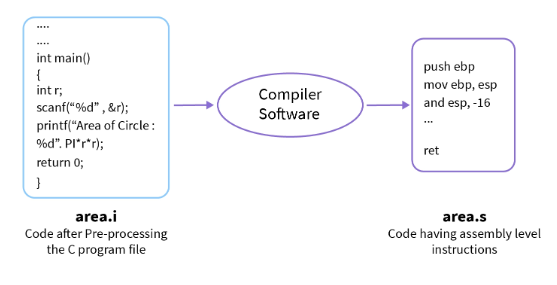 ....
....
int main()
{
int r;
scanf(“%d” , &r);
printf(“Area of Circle :
%d”. PI*r*r);
return 0;
}
area.i
Code after Pre-processing
the C program file
Compiler
Software
push ebp
mov ebp, esp
and esp, -16
...
ret
area.s
Code having assembly level
instructions